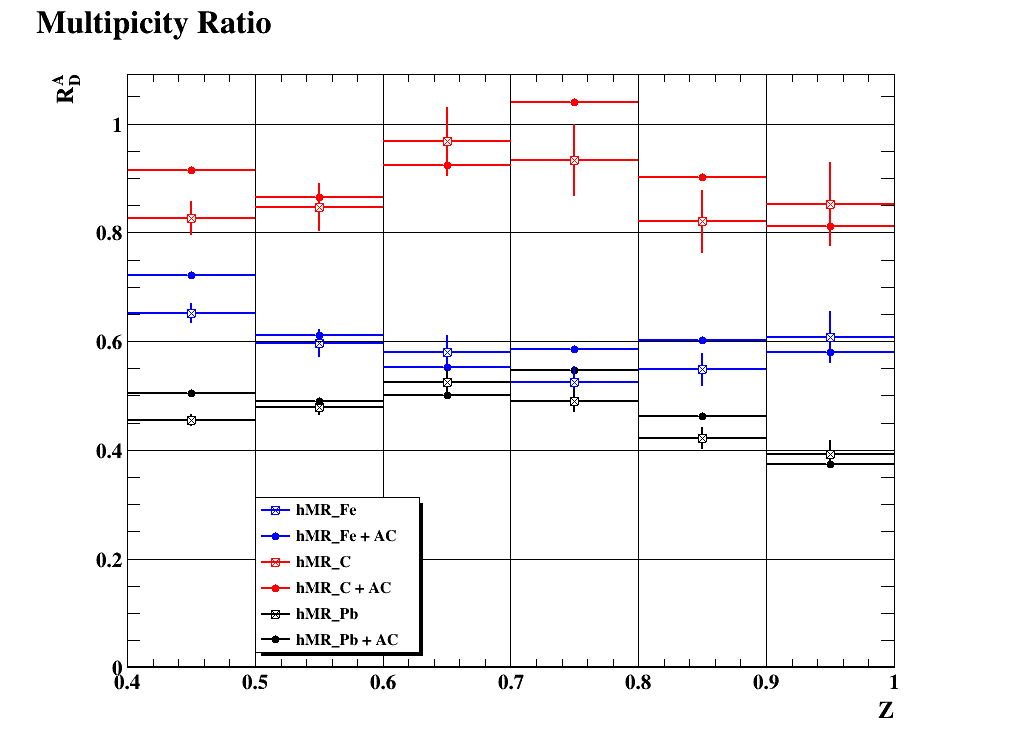 Multipicity Ratio
R_D^A
1
0.8
0.6
0.4
0.2
0
hMR_Fe
hMR_Fe + AC
hMR_C
hMR_C + AC
hMR_Pb
hMR_Pb + AC
0.4 0.5 0.6 0.7 0.8 0.9 1
Z